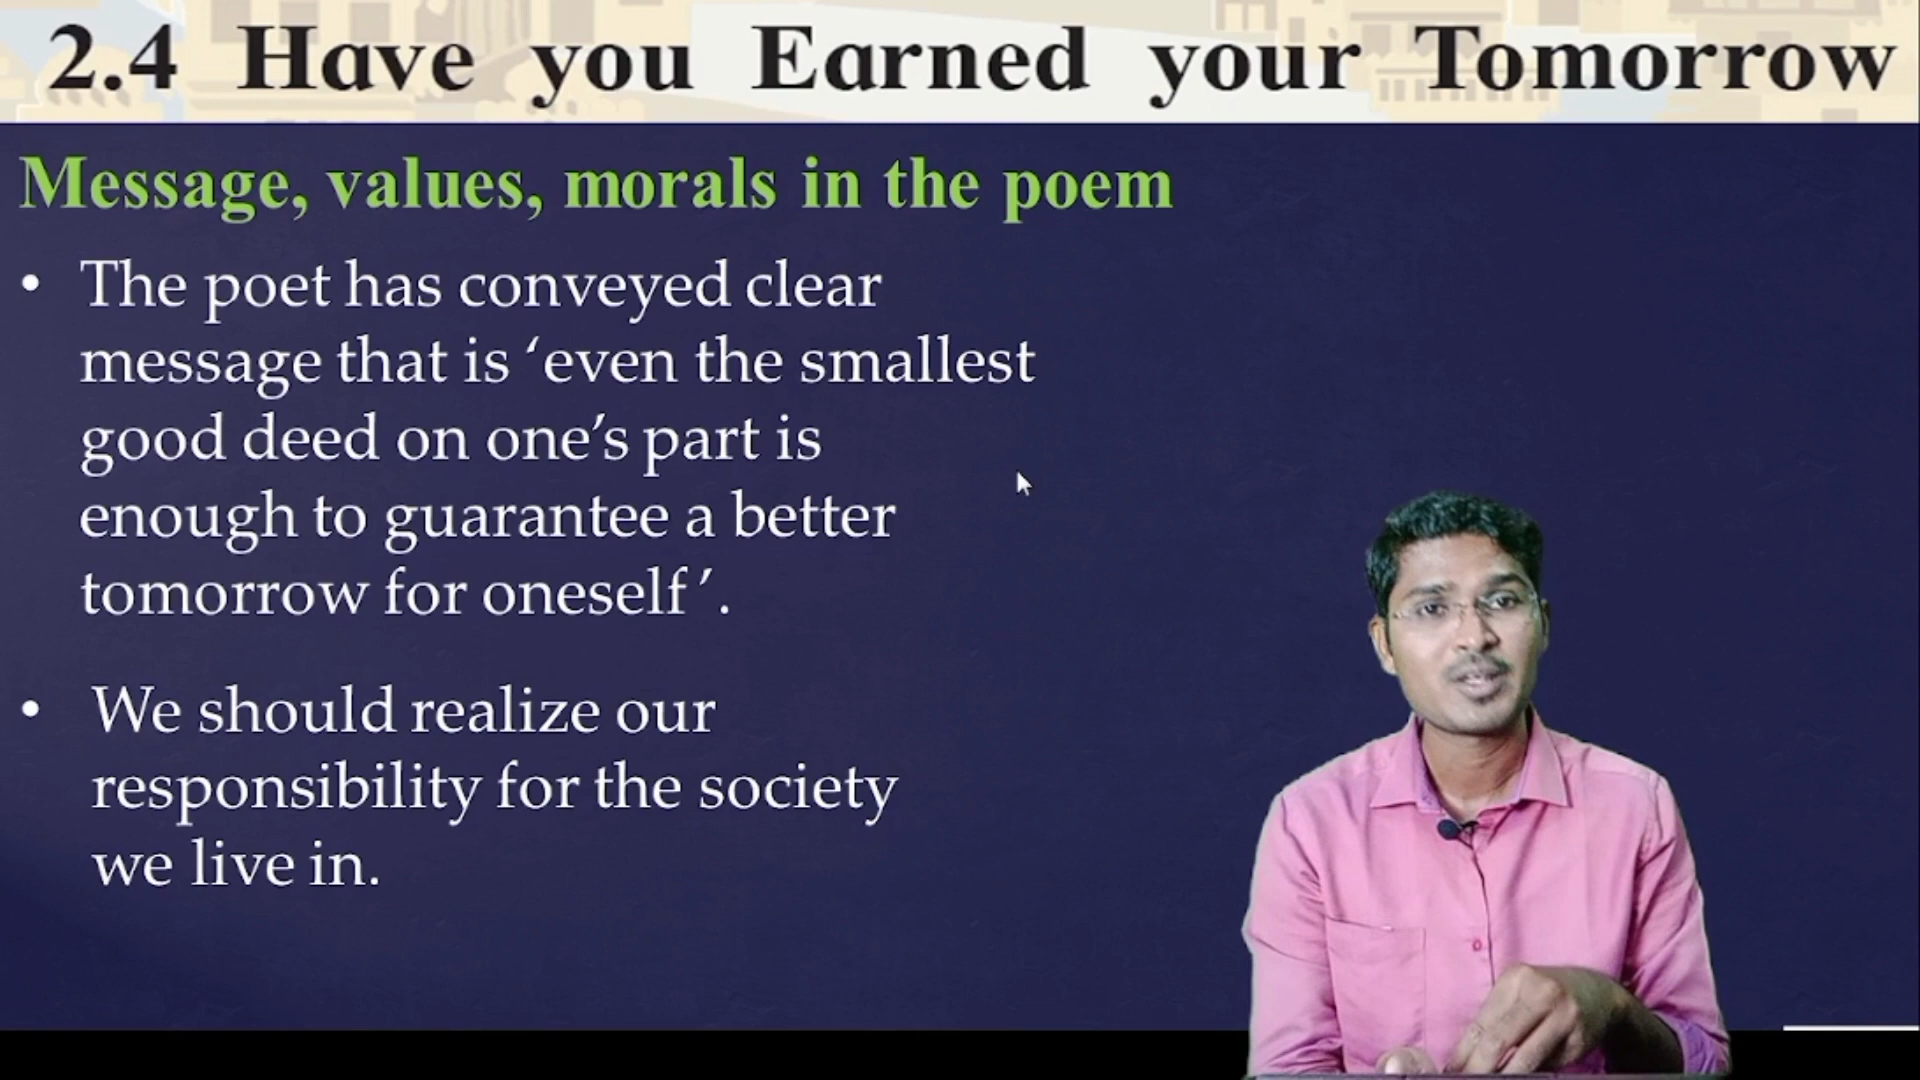 2.4 Have you Earned your Tomorrow
Message, values, morals in the poem
• The poet has conveyed clear
message that is ‘even the smallest
good deed on one’s part is
enough to guarantee a better
tomorrow for oneself’.
• We should realize our
responsibility for the society
we live in.